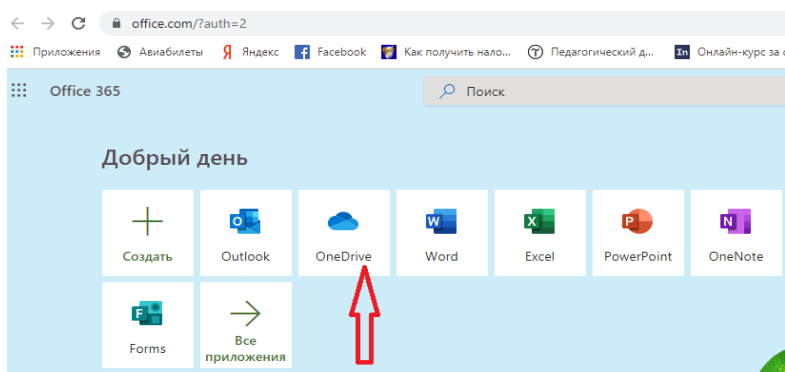 office.com/?auth=2
Приложения Авиабилеты Яндекс Facebook Как получить нало... Педагогический д... In Онлайн-курс за
Office 365 Поиск
Добрый день
Создать Outlook OneDrive Word Excel PowerPoint OneNote
Forms Все
приложения